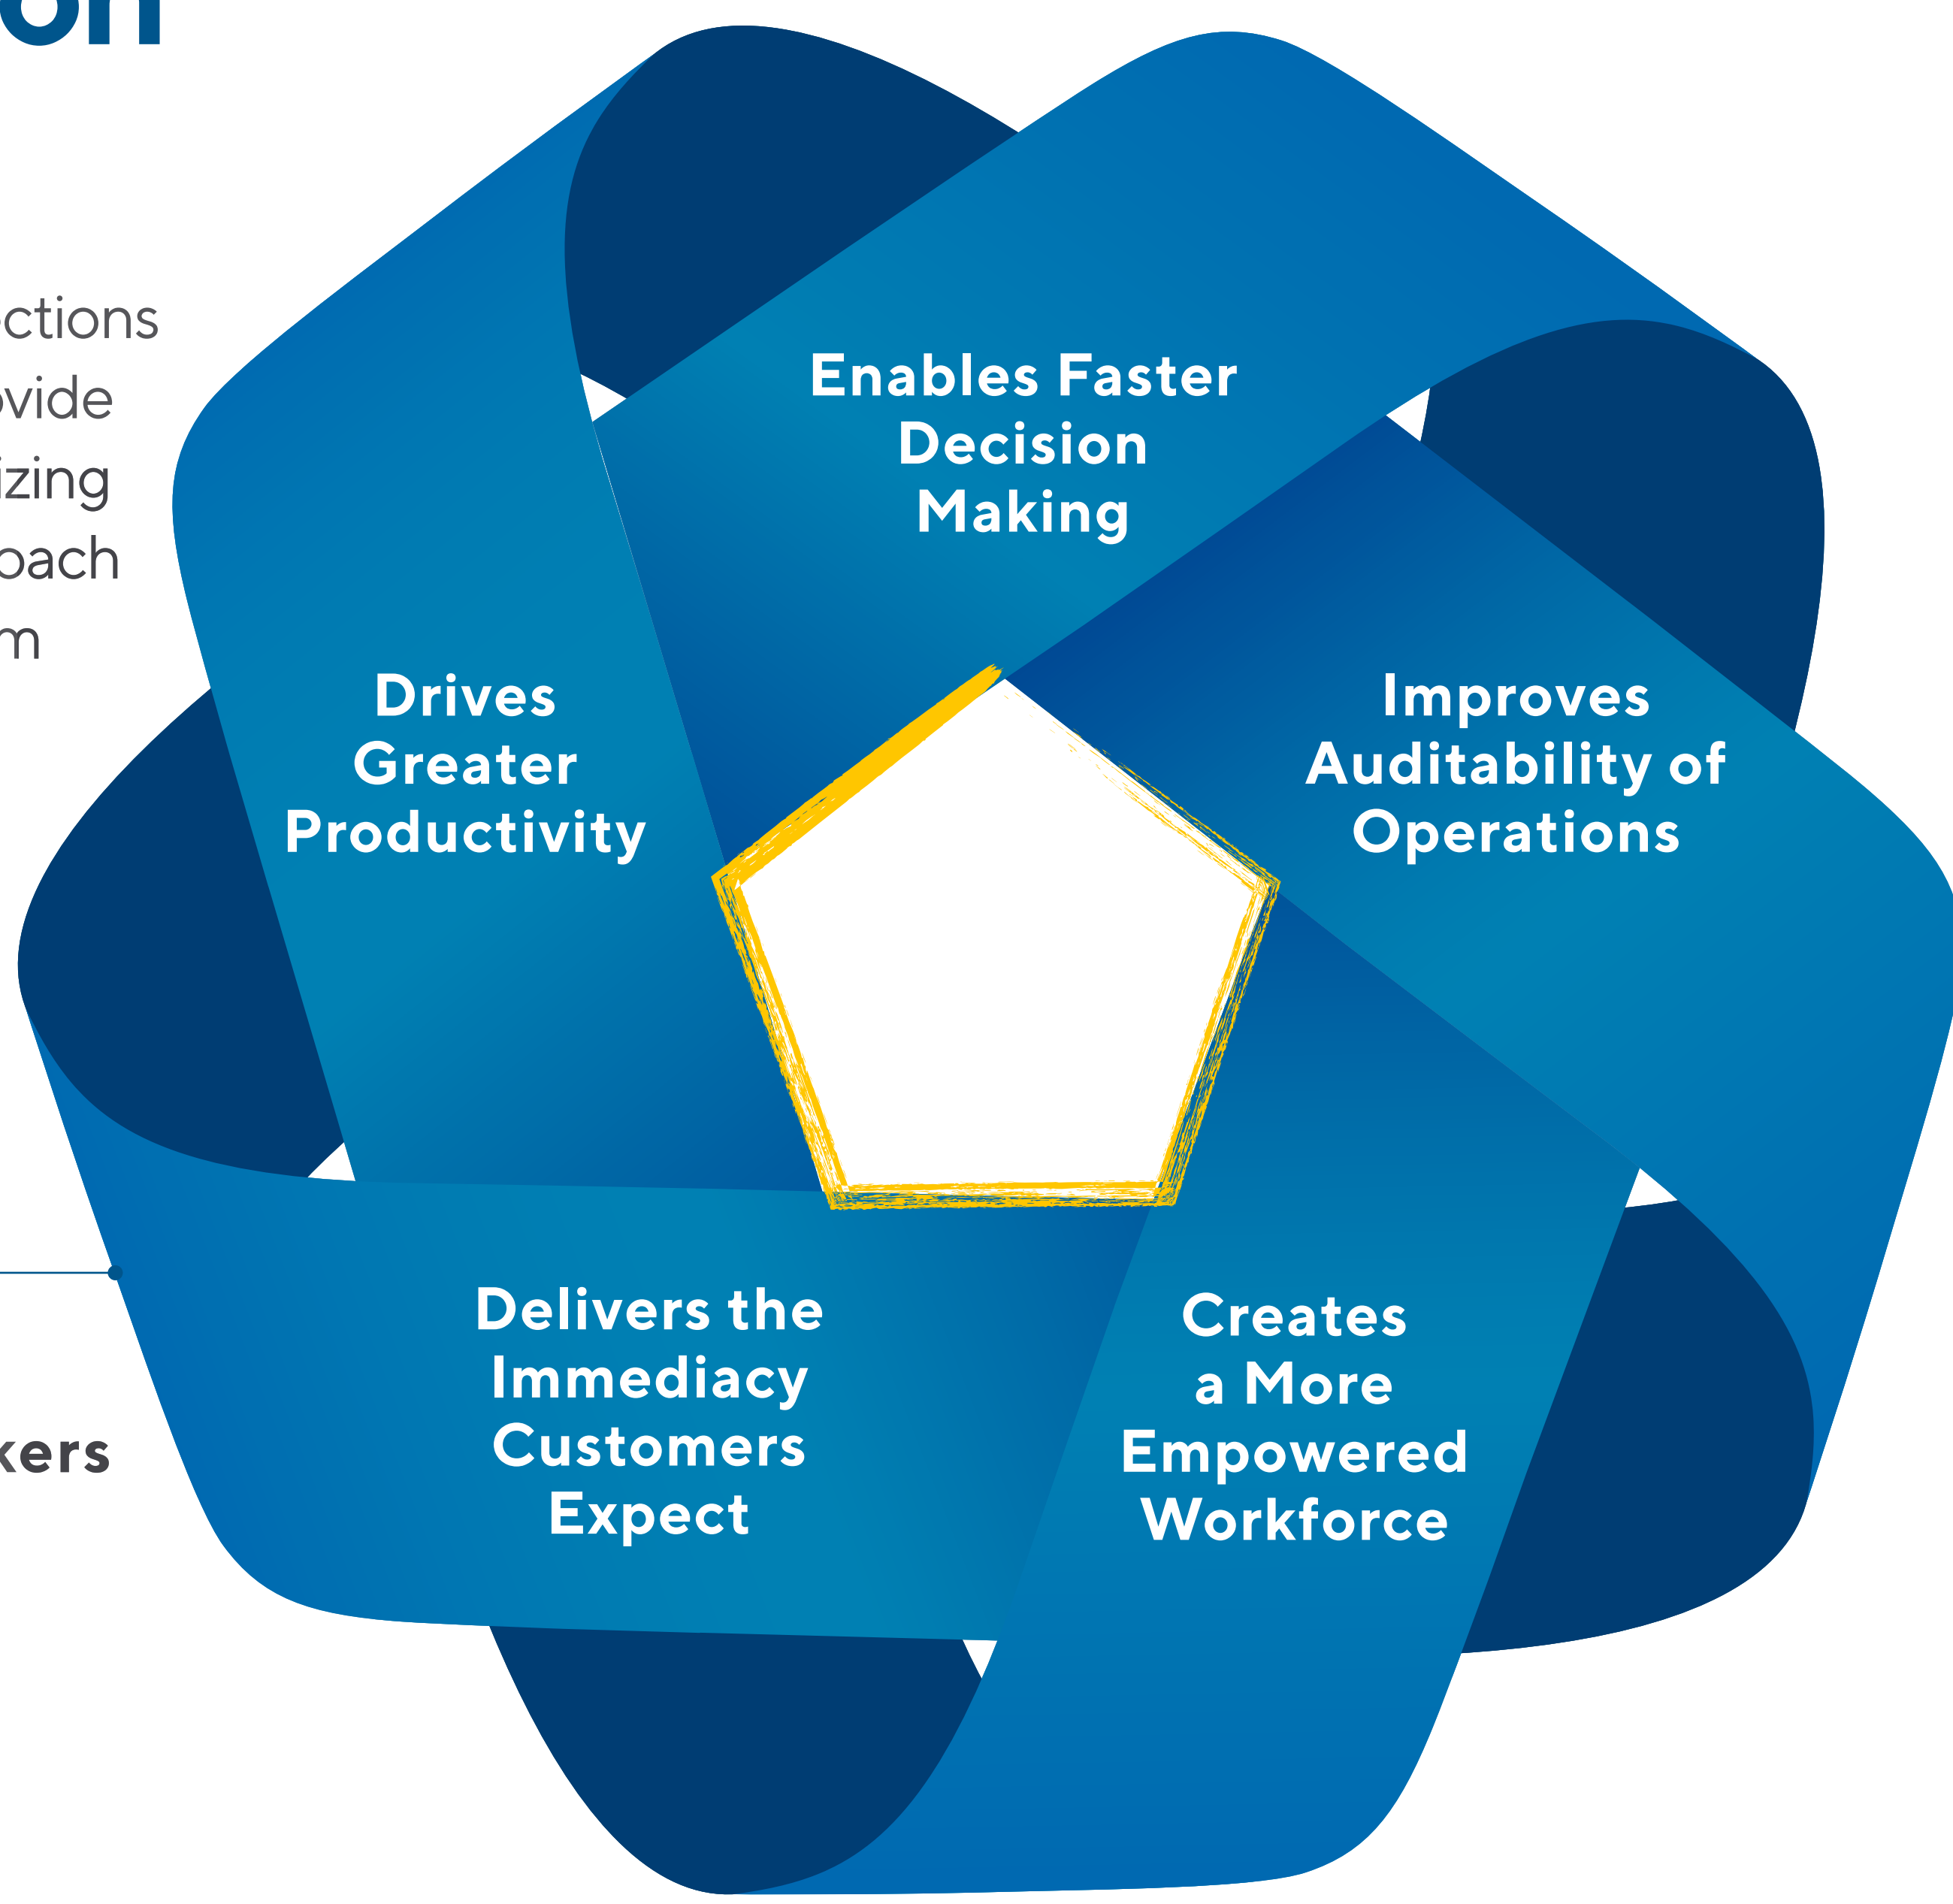 Enables Faster
Decision
Making
Drives
Greater
Productivity
Improves
Auditability of
Operations
Delivers the
Immediacy
Customers
Expect
Creates
a More
Empowered
Workforce